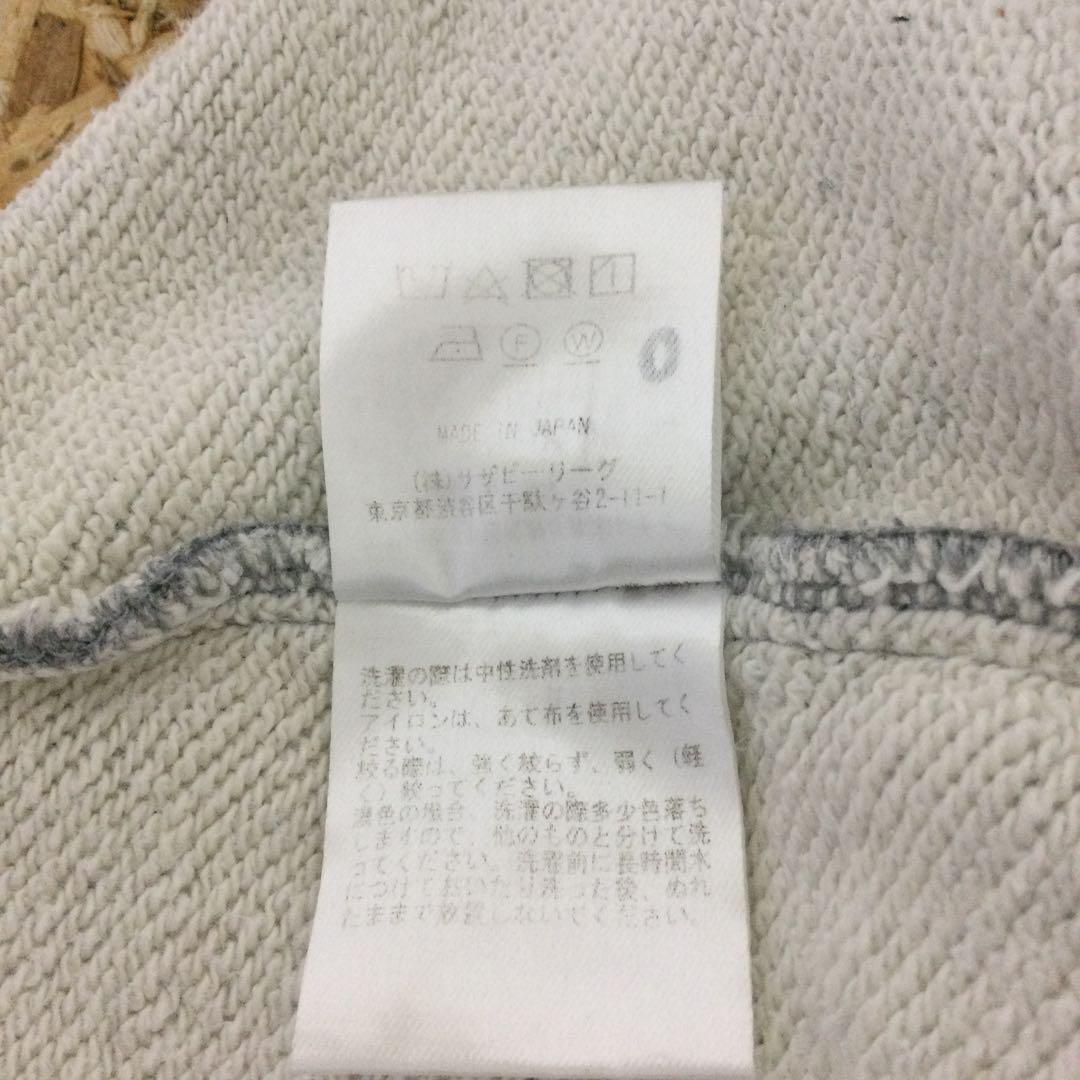 F W 0
MADE IN JAPAN
(株)サザビーリーグ
東京都渋谷区千駄ヶ谷2-11-1
洗濯の際は中性洗剤を使用してく
ださい。
アイロンは、あて布を使用してく
ださい。
絞る際は、強く絞らず、弱く(軽
く)絞ってください。
濃色の場合、洗濯の際多少色落ち
しますので、他のものと分けて洗
ってください。洗濯前に長時間水
につけておいたり洗った後、ぬれ
たままで放置しないでください。